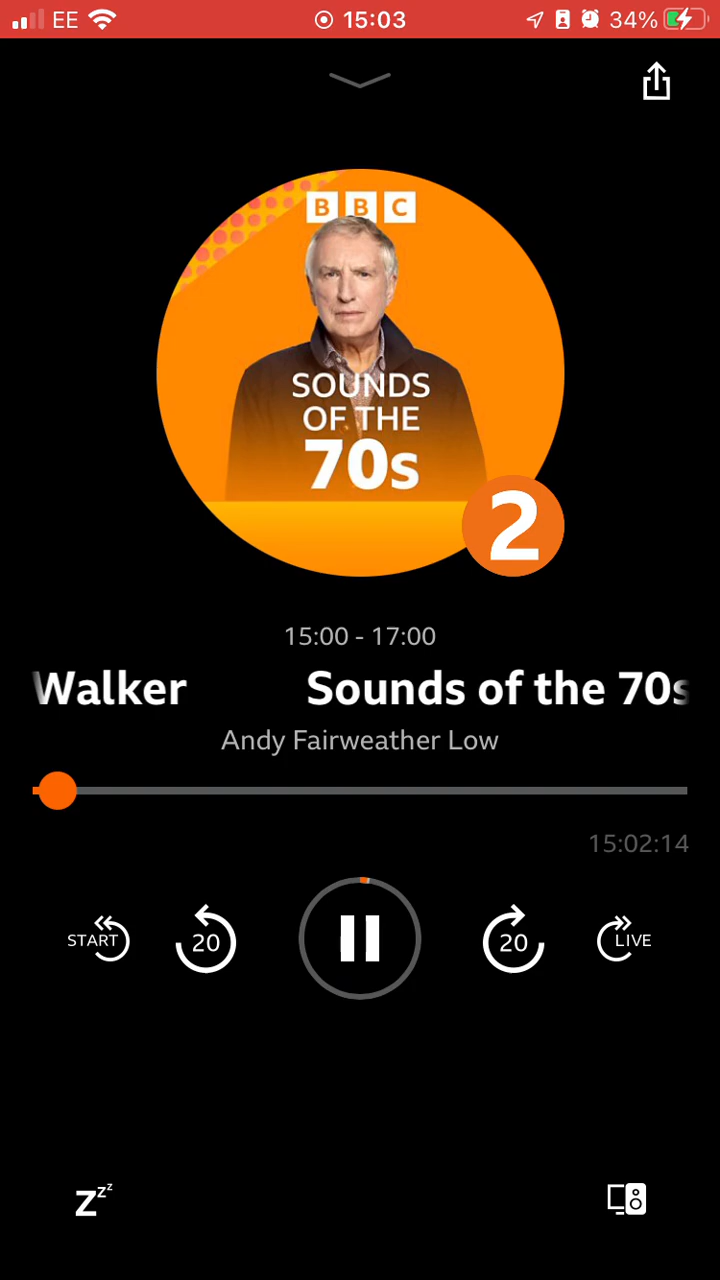 EE 15:03 34%
BBC
SOUNDS
OF THE
70s
2
15:00 - 17:00
Walker Sounds of the 70s
Andy Fairweather Low
15:02:14
START 20 20 LIVE
Zzz